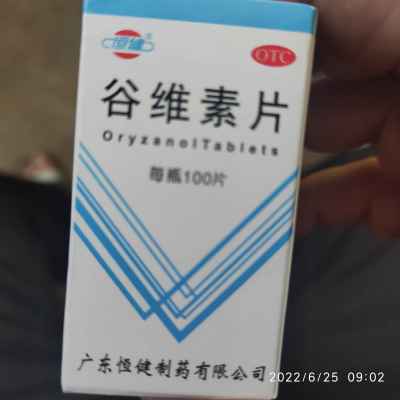 恒健®
OTC
谷维素片
OryzanolTablets
每瓶100片
广东恒健制药有限公司
2022/6/25 09:02